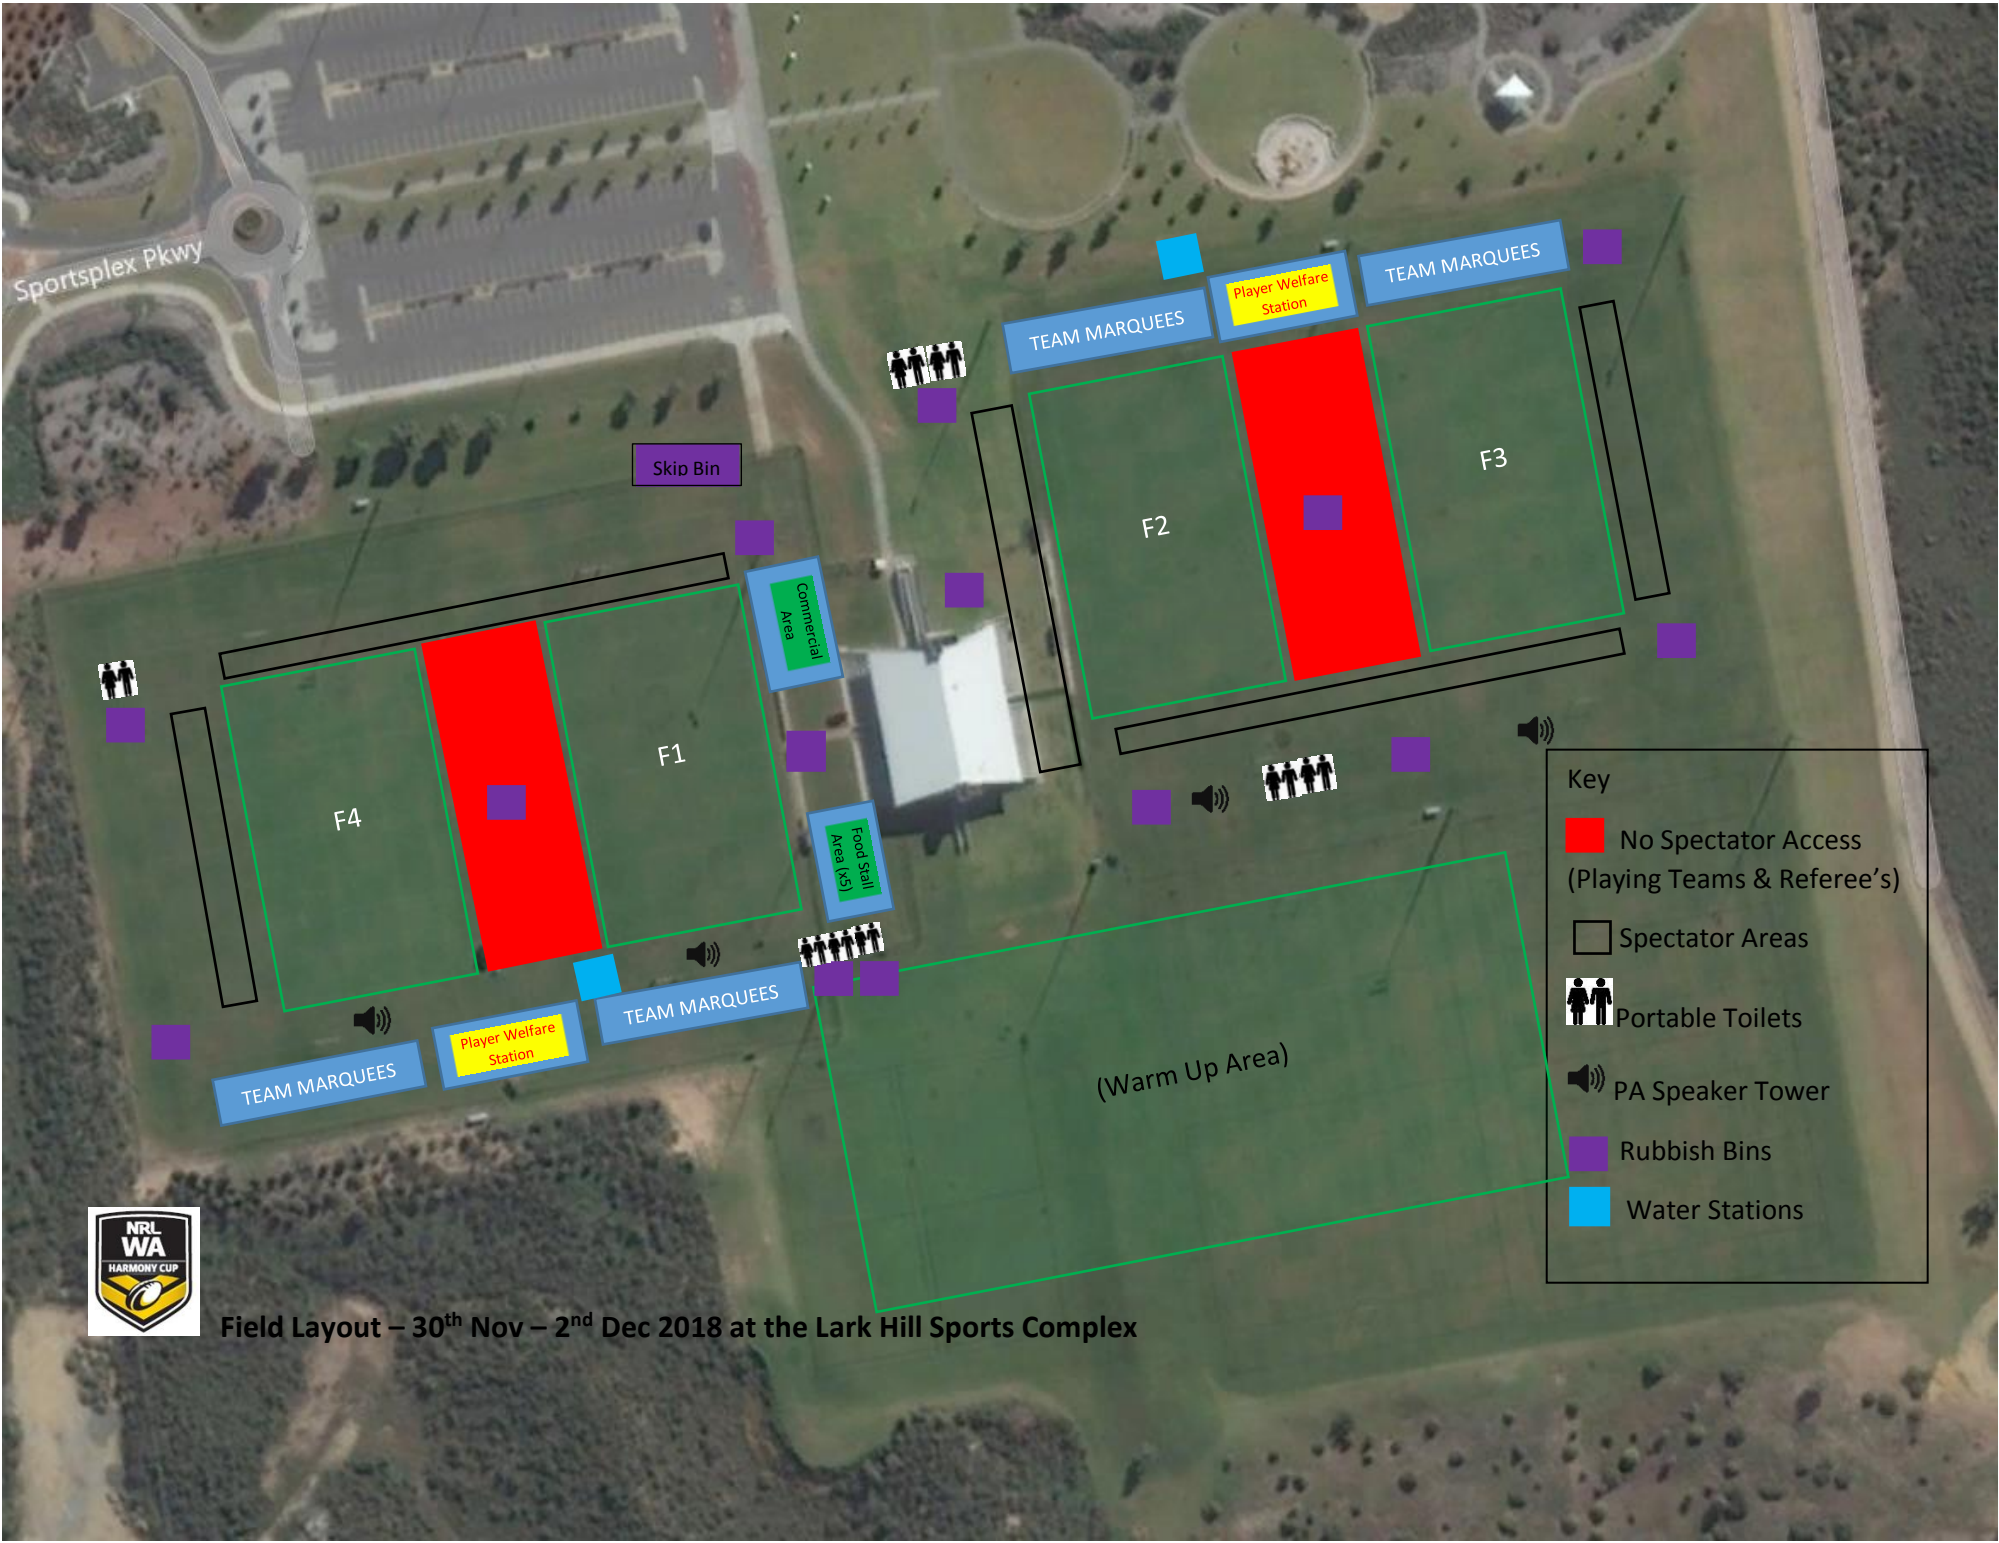 Sportsplex Pkwy
TEAM MARQUEES
Player Welfare
Station
TEAM MARQUEES
Skip Bin
F2
F3
Commercial
Area
F1
F4
Food Stall
Area (x5)
TEAM MARQUEES
Player Welfare
Station
TEAM MARQUEES
(Warm Up Area)
Key
No Spectator Access
(Playing Teams & Referee's)
Spectator Areas
Portable Toilets
PA Speaker Tower
Rubbish Bins
Water Stations
NRL
WA
HARMONY CUP
Field Layout – 30th Nov – 2nd Dec 2018 at the Lark Hill Sports Complex